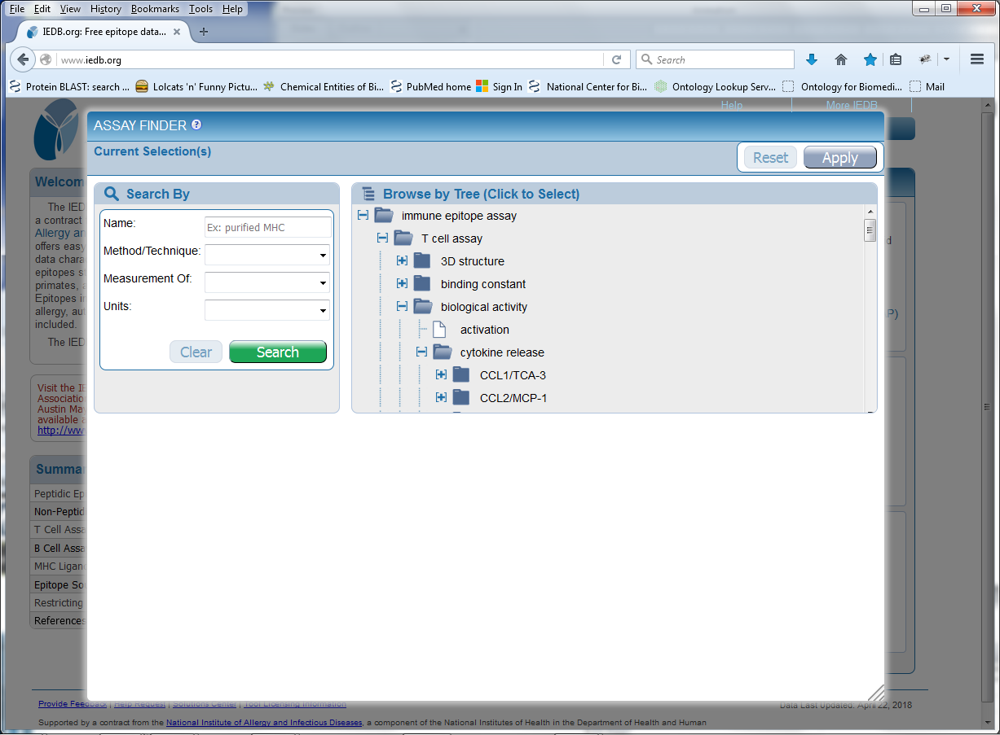 File Edit View History Bookmarks Tools Help
IEDB.org: Free epitope data...
www.iedb.org
Search
Protein BLAST: search ... Lolcats 'n' Funny Pictu... Chemical Entities of Bi... PubMed home Sign In National Center for Bi... Ontology Lookup Serv... Ontology for Biomedi... Mail
Help More IEDB
ASSAY FINDER ?
Current Selection(s)
Reset Apply
Search By
Name: Ex: purified MHC
Method/Technique:
Measurement Of:
Units:
Clear Search
Browse by Tree (Click to Select)
immune epitope assay
T cell assay
3D structure
binding constant
biological activity
activation
cytokine release
CCL1/TCA-3
CCL2/MCP-1
Welcom
The IED
a contract
Allergy an
offers easy
data chara
epitopes s
primates, a
Epitopes i
allergy, au
included.
The IED
Visit the IE
Association
Austin Ma
available a
http://ww
Summa
Peptidic Ep
Non-Peptid
T Cell Assa
B Cell Assa
MHC Ligan
Epitope So
Restricting
References
Provide Feedback | Help Request | Solutions Center | Tool Licensing Information
Data Last Updated: April 22, 2018
Supported by a contract from the National Institute of Allergy and Infectious Diseases, a component of the National Institutes of Health in the Department of Health and Human